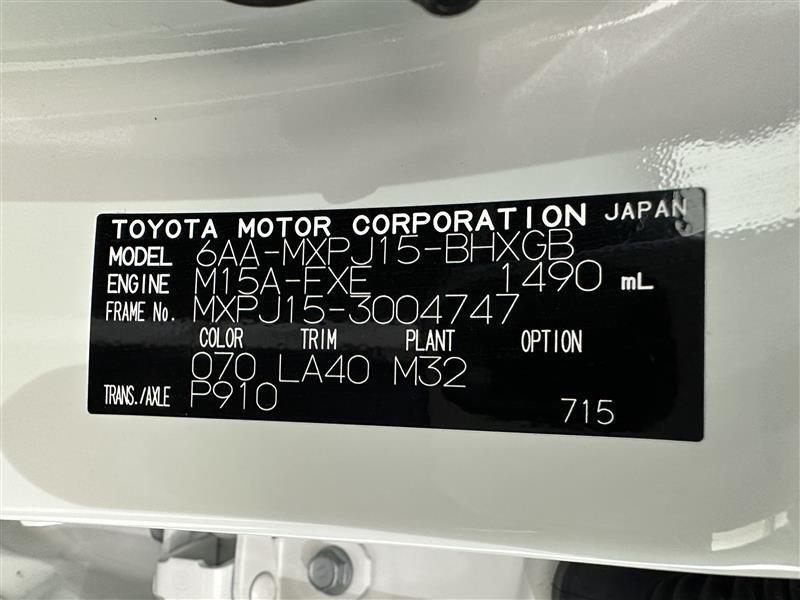 TOYOTA MOTOR CORPORATION JAPAN
MODEL 6AA-MXPJ15-BHXGB
ENGINE M15A-FXE 1490 mL
FRAME No. MXPJ15-3004747
COLOR TRIM PLANT OPTION
070 LA40 M32
TRANS./AXLE P910 715